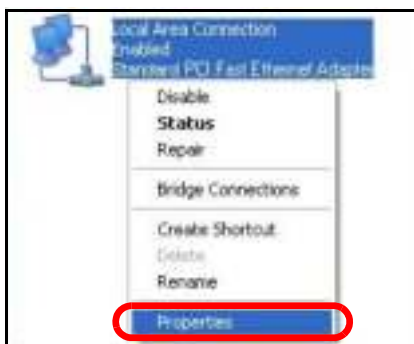 Local Area Connection
Enabled
Standard PCI Fast Ethernet Adapter
Disable
Status
Repair
Bridge Connections
Create Shortcut
Delete
Rename
Properties